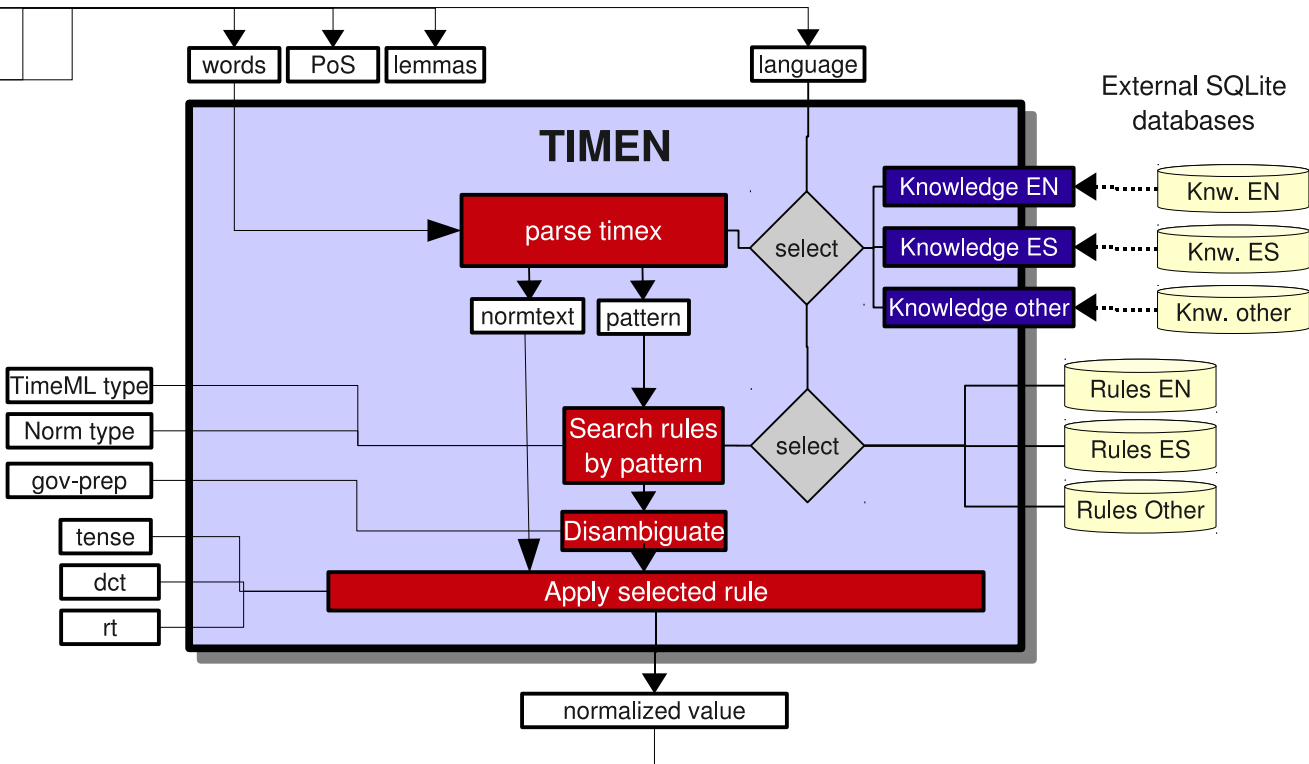 words
PoS
lemmas
language
External SQLite
databases
TIMEN
Knowledge EN
Knw. EN
parse timex
select
Knowledge ES
Knw. ES
normtext
pattern
Knowledge other
Knw. other
TimeML type
Rules EN
Norm type
Search rules
by pattern
select
Rules ES
gov-prep
Rules Other
tense
Disambiguate
dct
Apply selected rule
rt
normalized value